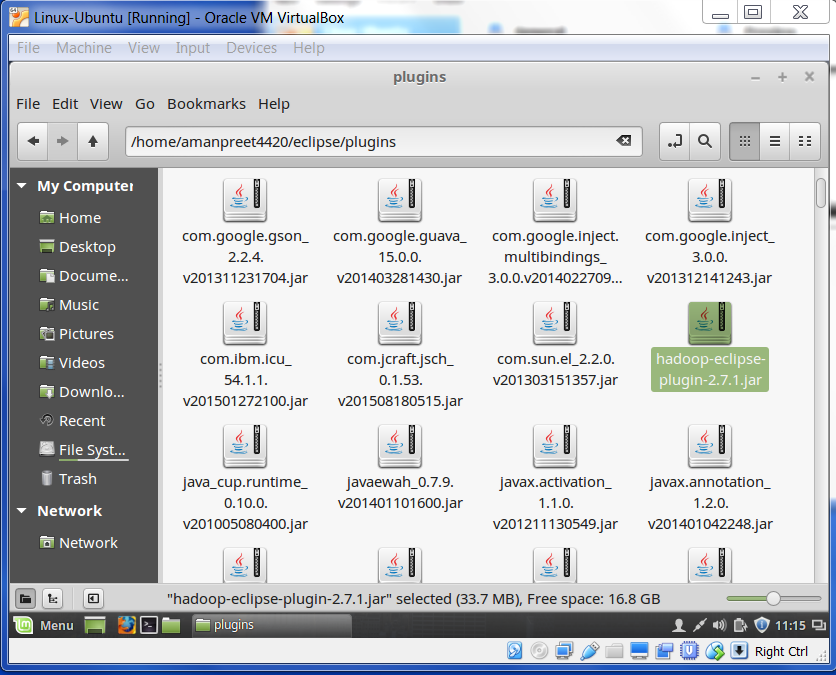 Linux-Ubuntu [Running] - Oracle VM VirtualBox
File Machine View Input Devices Help
plugins
File Edit View Go Bookmarks Help
/home/amanpreet4420/eclipse/plugins
My Computer
Home
Desktop
Docume...
Music
Pictures
Videos
Downlo...
Recent
File Syst...
Trash
Network
Network
com.google.gson_
2.2.4.
v201311231704.jar
com.google.guava_
15.0.0.
v201403281430.jar
com.google.inject.
multibindings_
3.0.0.v2014022709...
com.google.inject_
3.0.0.
v201312141243.jar
com.ibm.icu_
54.1.1.
v201501272100.jar
com.jcraft.jsch_
0.1.53.
v201508180515.jar
com.sun.el_2.2.0.
v201303151357.jar
hadoop-eclipse-
plugin-2.7.1.jar
java_cup.runtime_
0.10.0.
v201005080400.jar
javaewah_0.7.9.
v201401101600.jar
javax.activation_
1.1.0.
v201211130549.jar
javax.annotation_
1.2.0.
v201401042248.jar
"hadoop-eclipse-plugin-2.7.1.jar" selected (33.7 MB), Free space: 16.8 GB
Menu
plugins
11:15
Right Ctrl